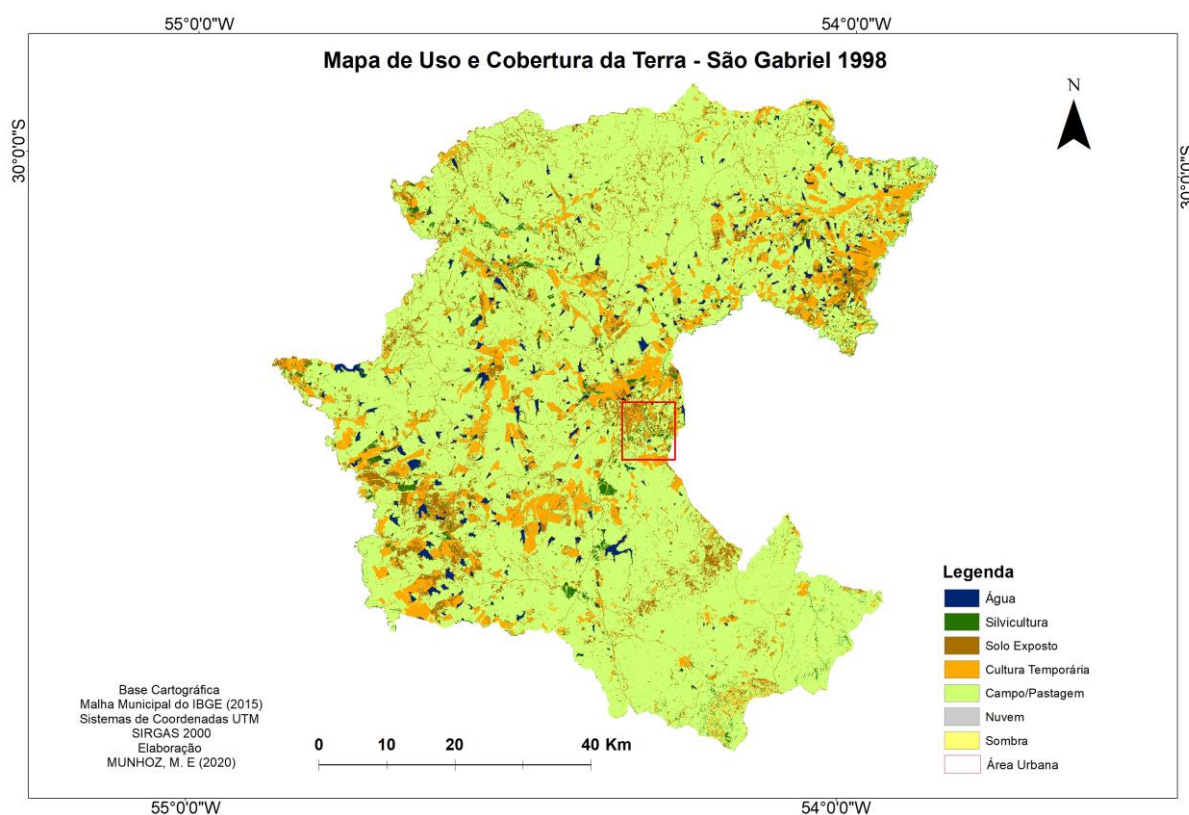 55°0'0"W
54°0'0"W
Mapa de Uso e Cobertura da Terra - São Gabriel 1998
N
30°0'0"S
30°0'0"S
Legenda
Água
Silvicultura
Solo Exposto
Cultura Temporária
Campo/Pastagem
Nuvem
Sombra
Área Urbana
Base Cartográfica
Malha Municipal do IBGE (2015)
Sistemas de Coordenadas UTM
SIRGAS 2000
Elaboração
MUNHOZ, M. E (2020)
0 10 20 40 Km
55°0'0"W
54°0'0"W